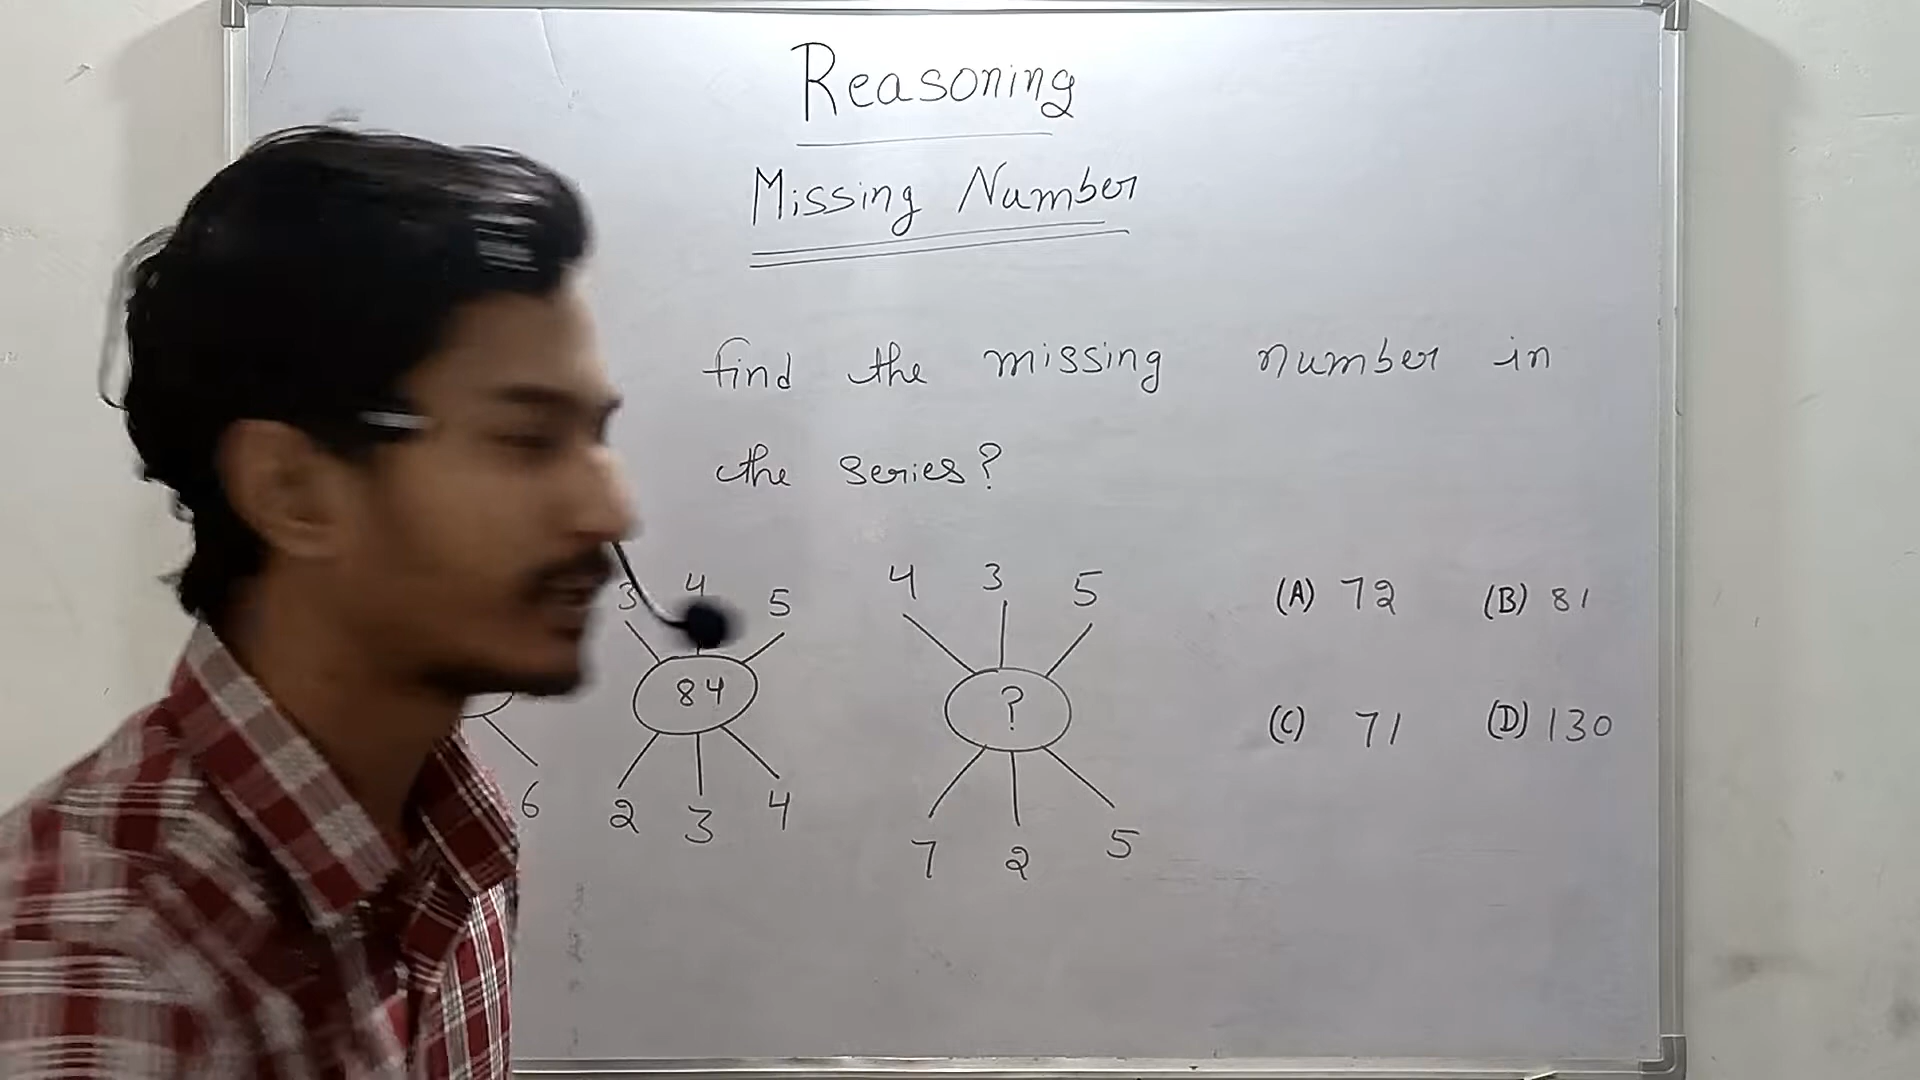 Reasoning
Missing Number
find the missing number in
the series?
3 4 5
84
6 2 3 4
4 3 5
?
7 2 5
(A) 72 (B) 81
(C) 71 (D) 130